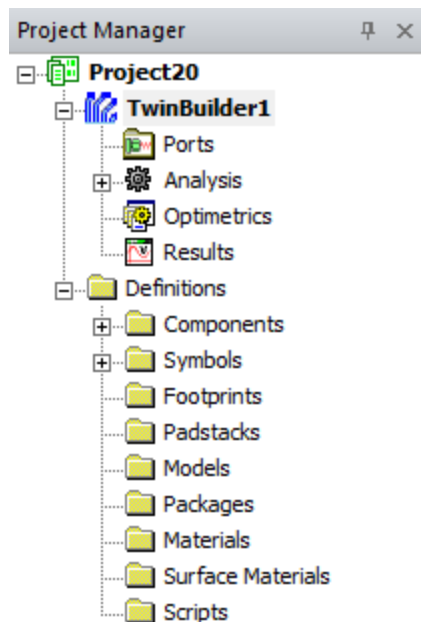 Project Manager
Project20
TwinBuilder1
Ports
Analysis
Optimetrics
Results
Definitions
Components
Symbols
Footprints
Padstacks
Models
Packages
Materials
Surface Materials
Scripts